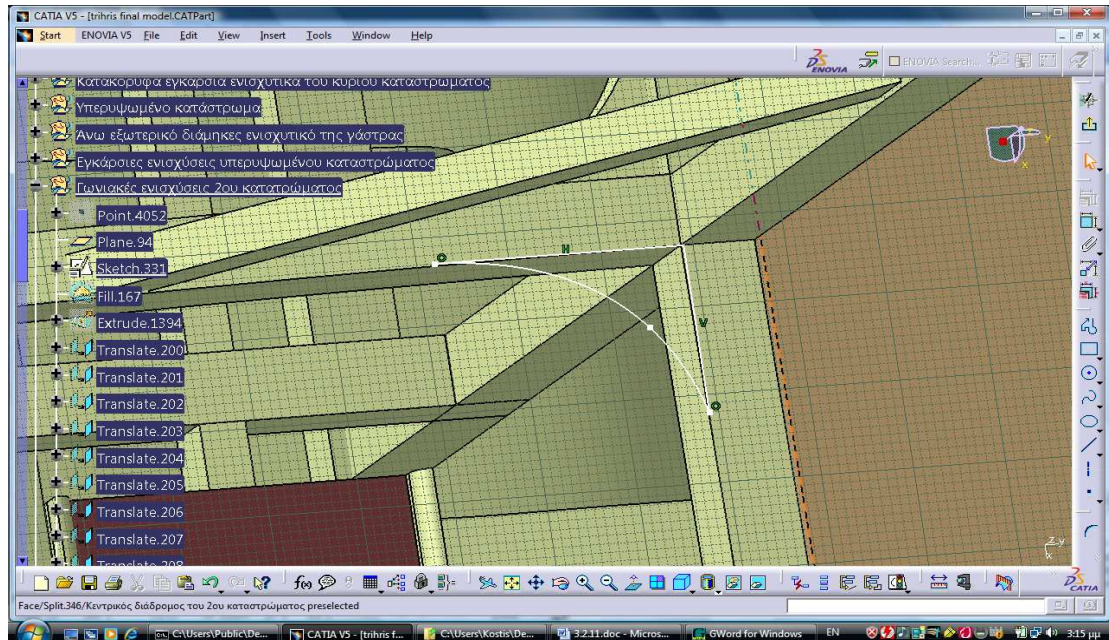 CATIA V5 - [trihris final model.CATPart]
Start ENOVIA V5 File Edit View Insert Tools Window Help
ENOVIA
ENOVIA Search...
Κατακόρυφα εγκάρσια ενισχυτικά του κυρίου καταστρώματος
Υπερυψωμένο κατάστρωμα
Άνω εξωτερικό διάμηκες ενισχυτικό της γάστρας
Εγκάρσιες ενισχύσεις υπερυψωμένου καταστρώματος
Γωνιακές ενισχύσεις 2ου κατατρώματος
Point.4052
Plane.94
Sketch.331
Fill.167
Extrude.1394
Translate.200
Translate.201
Translate.202
Translate.203
Translate.204
Translate.205
Translate.206
Translate.207
Translate.208
H
V
y
x
z y
x
f(x)
CATIA
Face/Split.346/Κεντρικός διάδρομος του 2ου καταστρώματος preselected
C:\Users\Public\De...
CATIA V5 - [trihris f...
C:\Users\Kostis\De...
3.2.11.doc - Micros...
GWord for Windows
EN
3:15 μμ